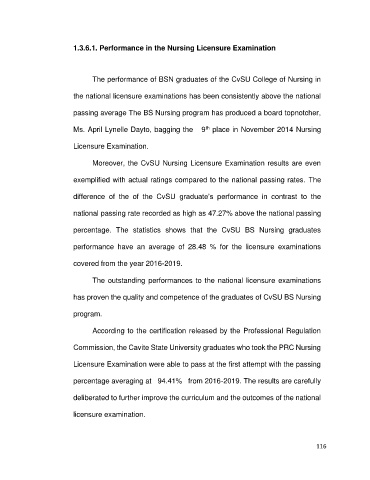 1.3.6.1. Performance in the Nursing Licensure Examination
The performance of BSN graduates of the CvSU College of Nursing in
the national licensure examinations has been consistently above the national
passing average The BS Nursing program has produced a board topnotcher,
Ms. April Lynelle Dayto, bagging the 9th place in November 2014 Nursing
Licensure Examination.
Moreover, the CvSU Nursing Licensure Examination results are even
exemplified with actual ratings compared to the national passing rates. The
difference of the of the CvSU graduate's performance in contrast to the
national passing rate recorded as high as 47.27% above the national passing
percentage. The statistics shows that the CvSU BS Nursing graduates
performance have an average of 28.48 % for the licensure examinations
covered from the year 2016-2019.
The outstanding performances to the national licensure examinations
has proven the quality and competence of the graduates of CvSU BS Nursing
program.
According to the certification released by the Professional Regulation
Commission, the Cavite State University graduates who took the PRC Nursing
Licensure Examination were able to pass at the first attempt with the passing
percentage averaging at 94.41% from 2016-2019. The results are carefully
deliberated to further improve the curriculum and the outcomes of the national
licensure examination.
116